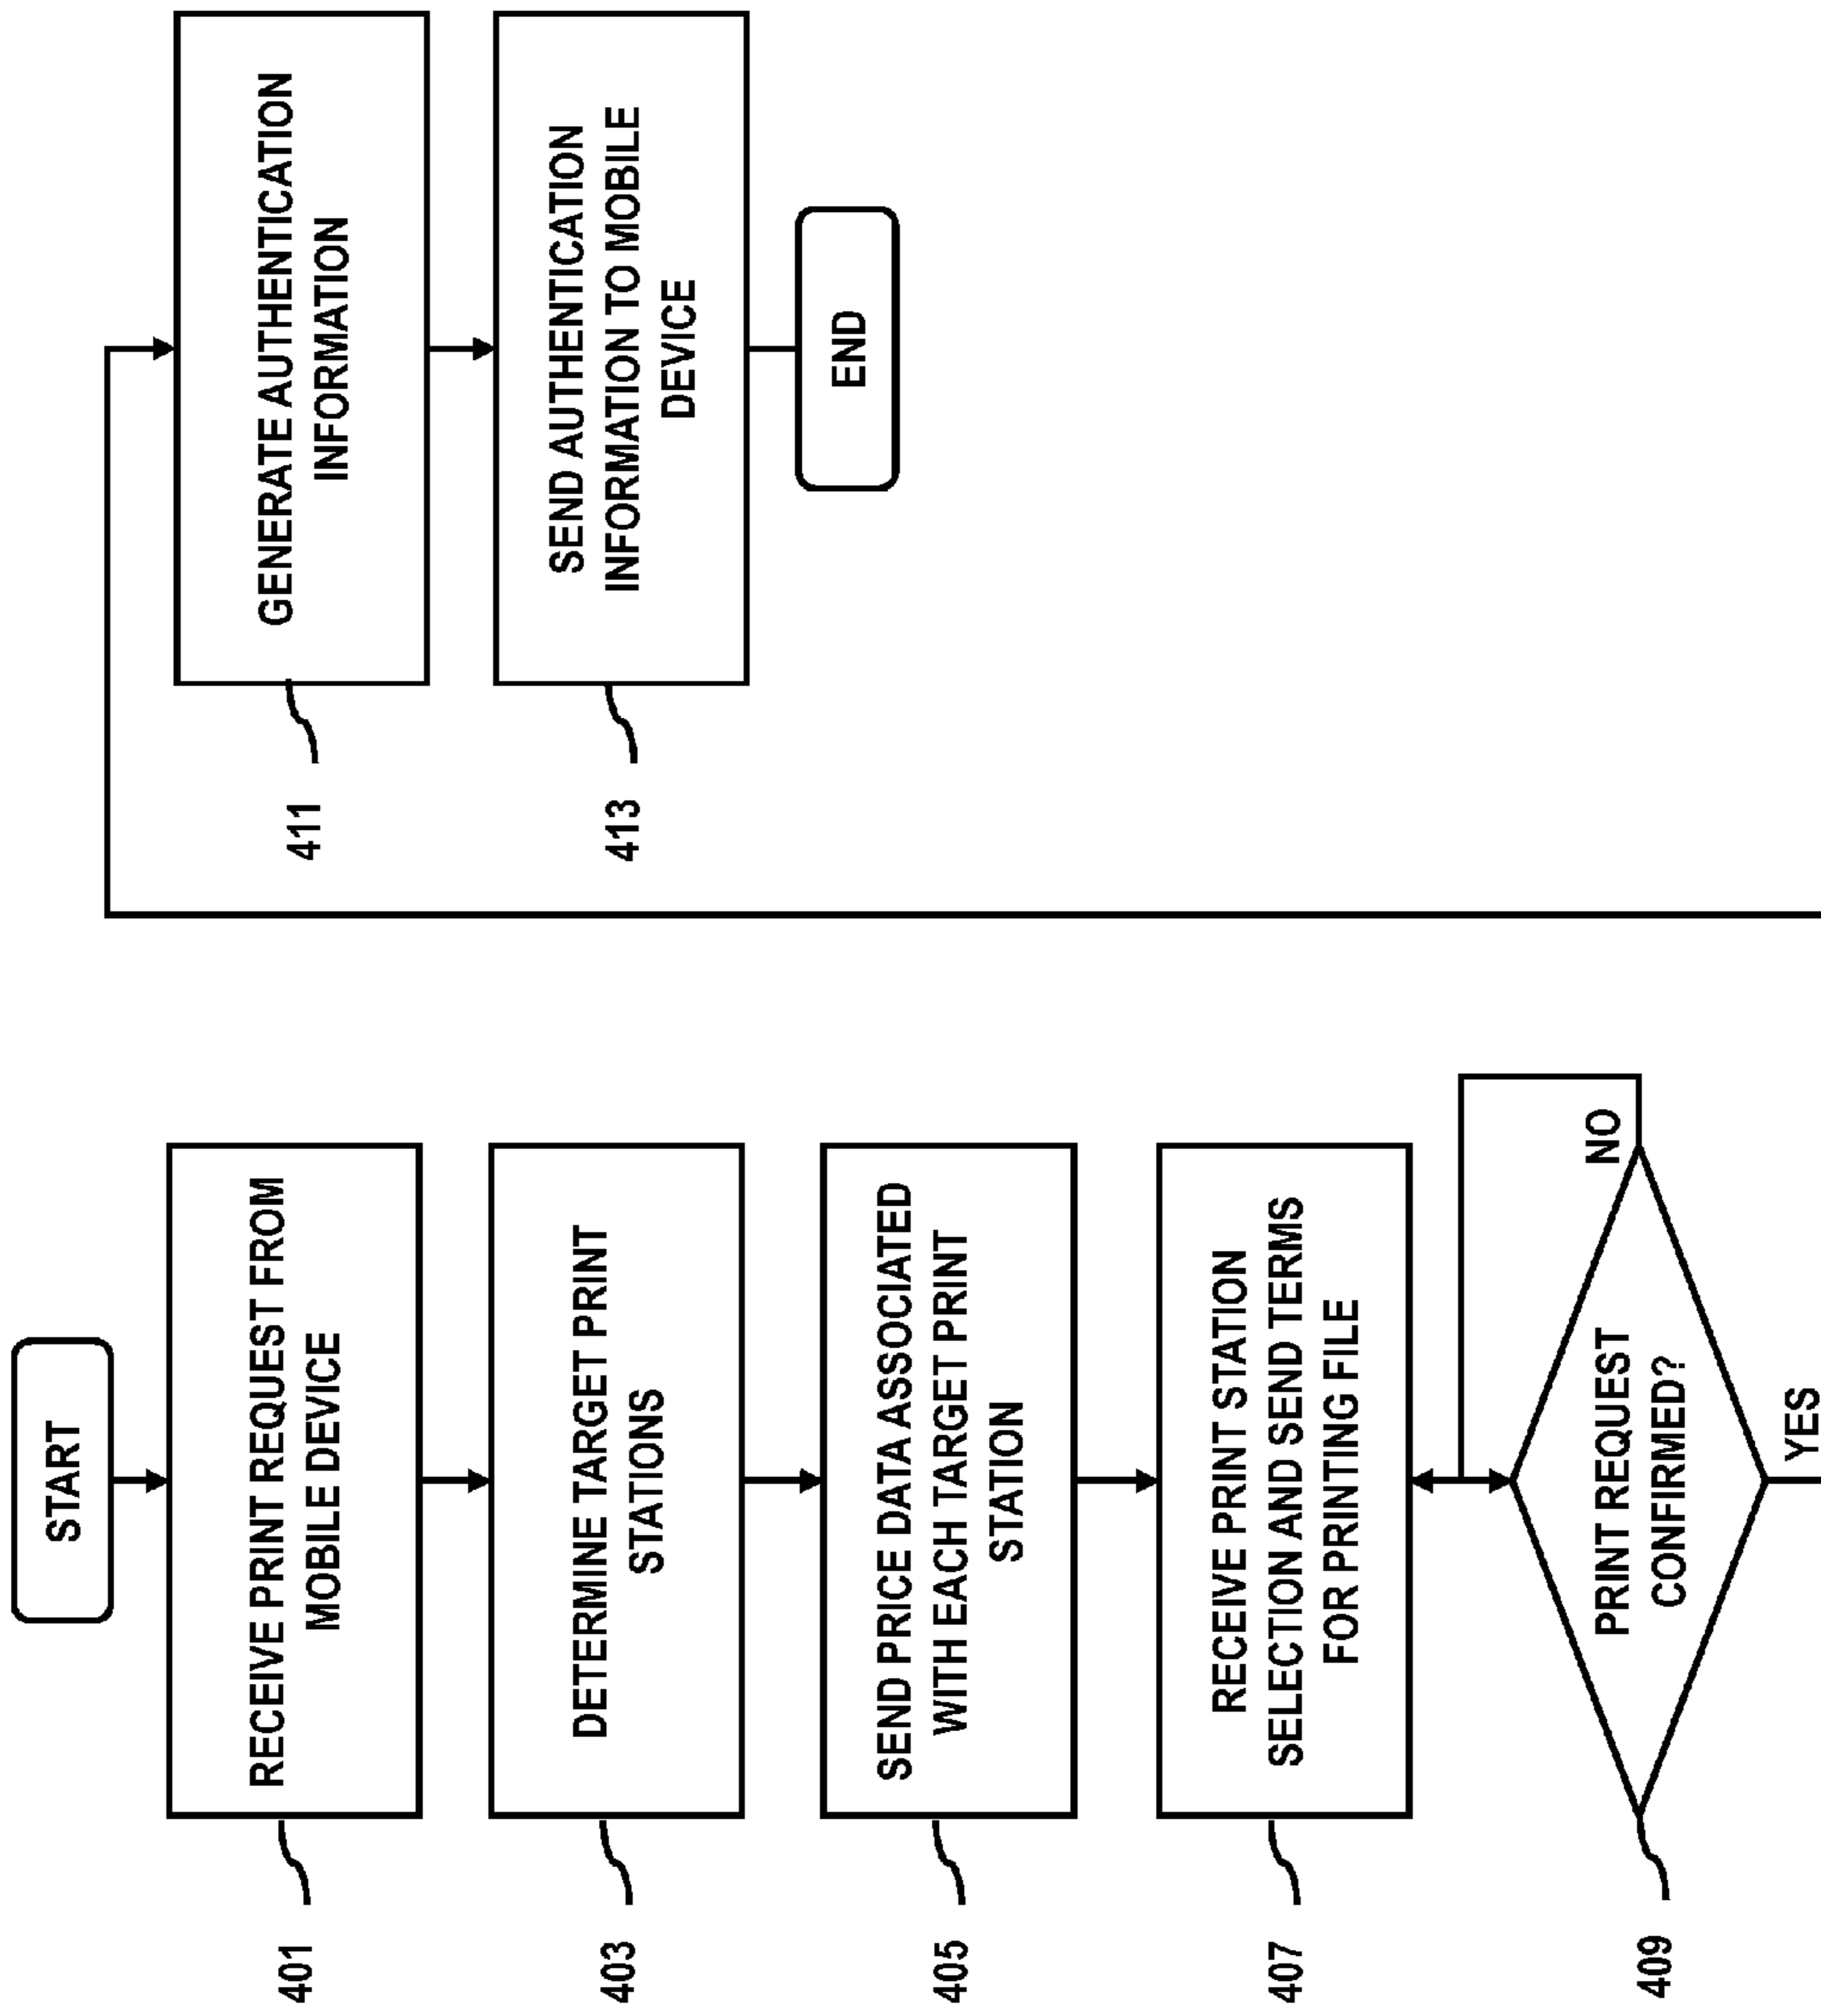 START
401
RECEIVE PRINT REQUEST FROM
MOBILE DEVICE
403
DETERMINE TARGET PRINT
STATIONS
405
SEND PRICE DATA ASSOCIATED
WITH EACH TARGET PRINT
STATION
407
RECEIVE PRINT STATION
SELECTION AND SEND TERMS
FOR PRINTING FILE
409
PRINT REQUEST
CONFIRMED?
NO
YES
411
GENERATE AUTHENTICATION
INFORMATION
413
SEND AUTHENTICATION
INFORMATION TO MOBILE
DEVICE
END